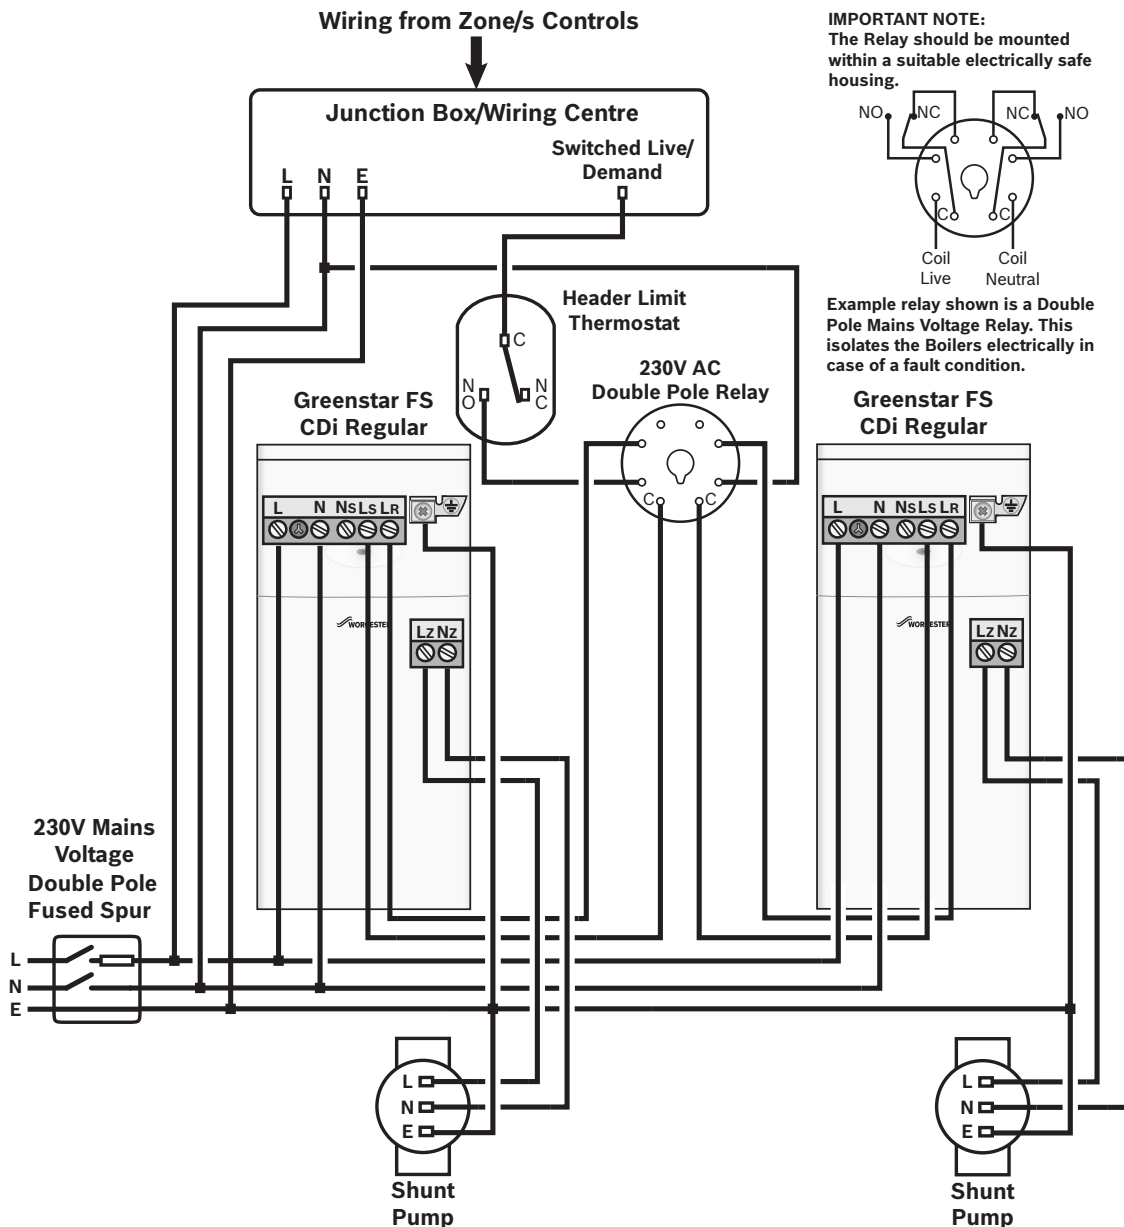 Wiring from Zone/s Controls
IMPORTANT NOTE:
The Relay should be mounted
within a suitable electrically safe
housing.
NO NC NC NO
C C
Coil
Live
Coil
Neutral
Example relay shown is a Double
Pole Mains Voltage Relay. This
isolates the Boilers electrically in
case of a fault condition.
Junction Box/Wiring Centre
Switched Live/
Demand
L N E
Header Limit
Thermostat
C
N
O
N
C
230V AC
Double Pole Relay
C C
Greenstar FS
CDi Regular
L N NS LS LR
WORCESTER
LZ NZ
Greenstar FS
CDi Regular
L N NS LS LR
WORCESTER
LZ NZ
230V Mains
Voltage
Double Pole
Fused Spur
L
N
E
L
N
E
Shunt
Pump
L
N
E
Shunt
Pump